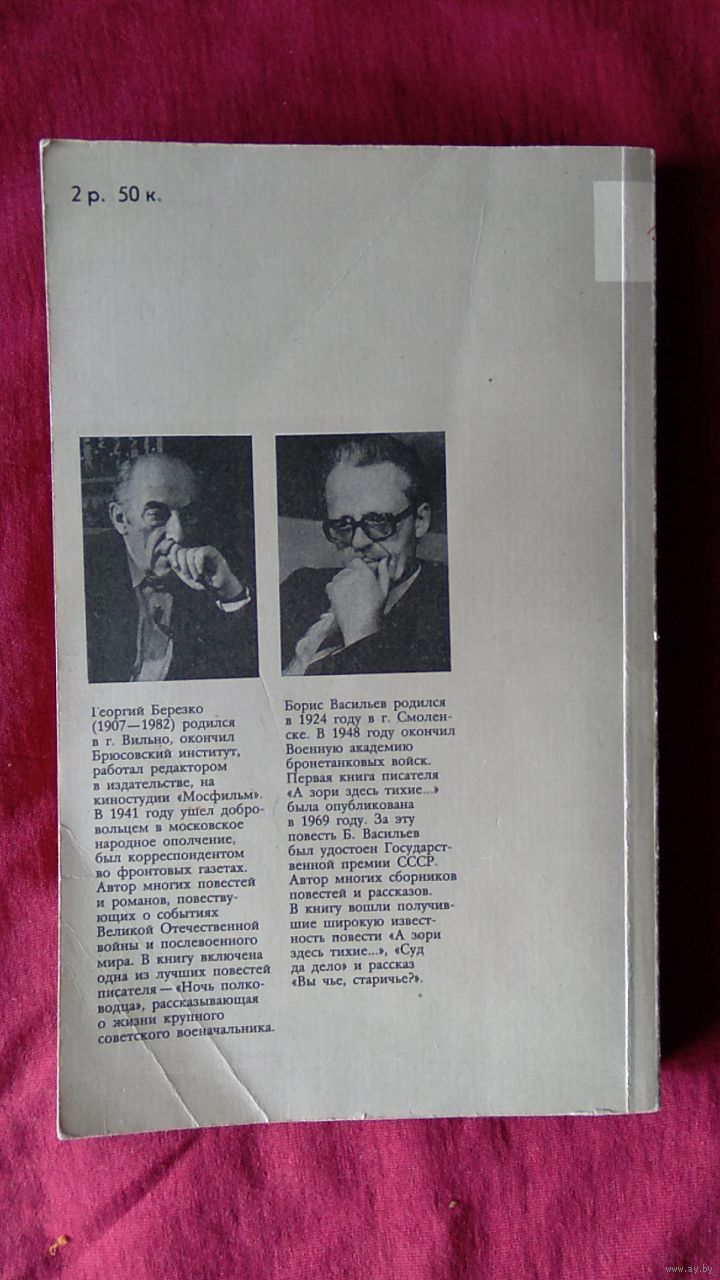 2 р. 50 к.
Георгий Березко
(1907—1982) родился
в г. Вильно, окончил
Брюсовский институт,
работал редактором
в издательстве, на
киностудии «Мосфильм».
В 1941 году ушел добро-
вольцем в московское
народное ополчение,
был корреспондентом
во фронтовых газетах.
Автор многих повестей
и романов, повеству-
ющих о событиях
Великой Отечественной
войны и послевоенного
мира. В книгу включена
одна из лучших повестей
писателя — «Ночь полко-
водца», рассказывающая
о жизни крупного
советского военачальника.
Борис Васильев родился
в 1924 году в г. Смолен-
ске. В 1948 году окончил
Военную академию
бронетанковых войск.
Первая книга писателя
«А зори здесь тихие...»
была опубликована
в 1969 году. За эту
повесть Б. Васильев
был удостоен Государст-
венной премии СССР.
Автор многих сборников
повестей и рассказов.
В книгу вошли получив-
шие широкую извест-
ность повести «А зори
здесь тихие...», «Суд
да дело» и рассказ
«Вы чье, старичье?».
www.ay.by